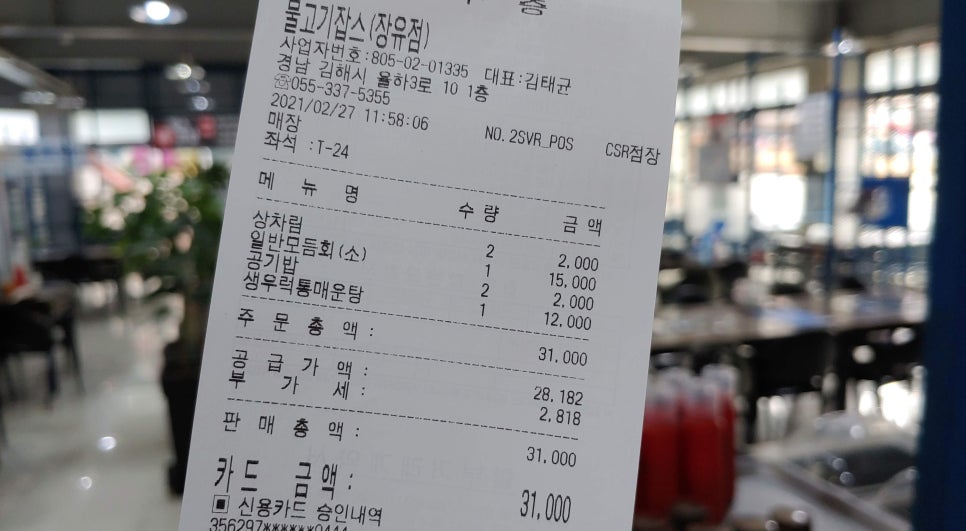 물고기잡스(장유점)
사업자번호:805-02-01335 대표:김태균
경남 김해시 율하3로 10 1층
☏055-337-5355
2021/02/27 11:58:06 NO.2SVR_POS CSR점장
매장
좌석 :T-24
메 뉴 명 수 량 금 액
상차림 2 2,000
일반모듬회(소) 1 15,000
공기밥 2 2,000
생우럭통매운탕 1 12,000
주 문 총 액 : 31,000
공 급 가 액 : 28,182
부 가 세 : 2,818
판 매 총 액 : 31,000
카드 금액 : 31,000
▣ 신용카드 승인내역